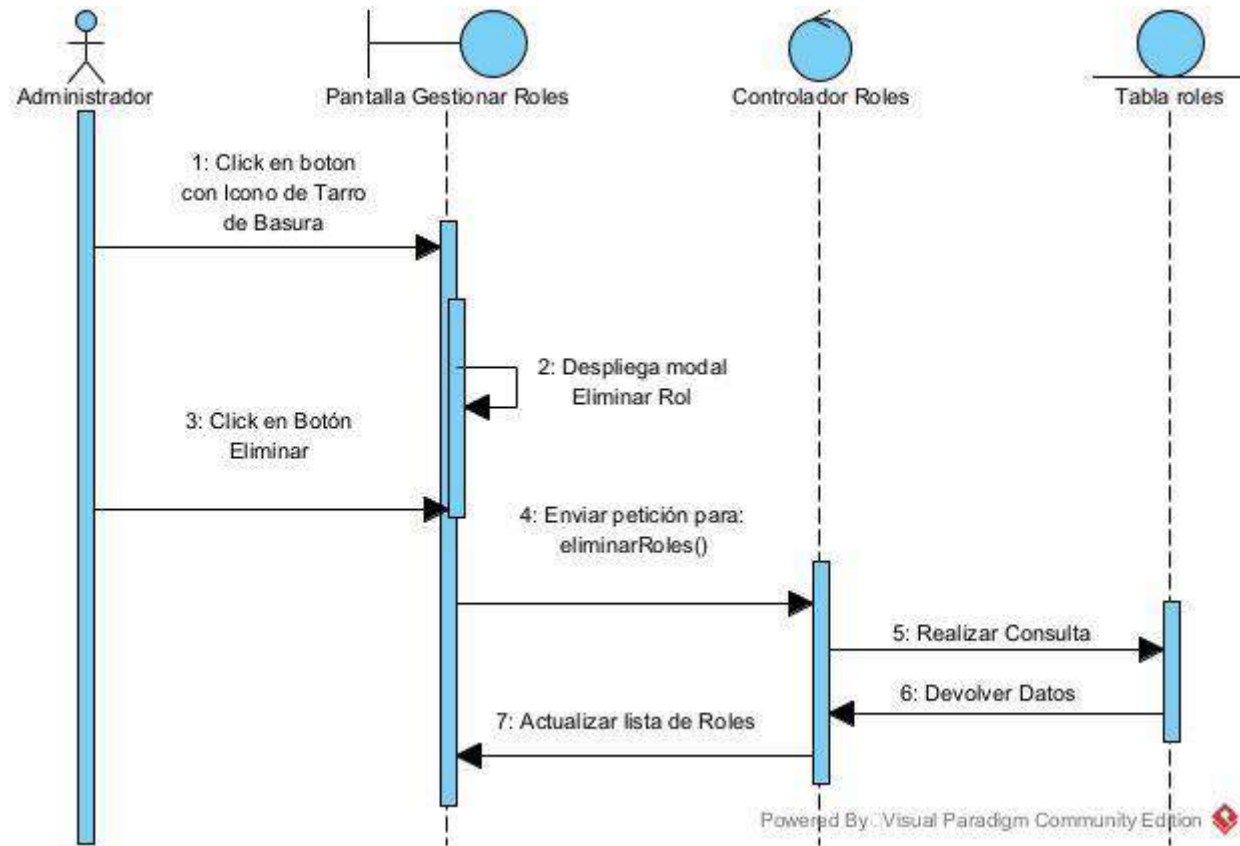 Administrador
Pantalla Gestionar Roles
Controlador Roles
Tabla roles
1: Click en boton
con Icono de Tarro
de Basura
2: Despliega modal
Eliminar Rol
3: Click en Botón
Eliminar
4: Enviar petición para:
eliminarRoles()
5: Realizar Consulta
6: Devolver Datos
7: Actualizar lista de Roles
Powered By Visual Paradigm Community Edition